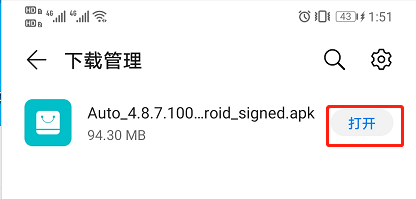 HD HD 4G 4G 43 1:51
下载管理
Auto_4.8.7.100...roid_signed.apk
打开
94.30 MB